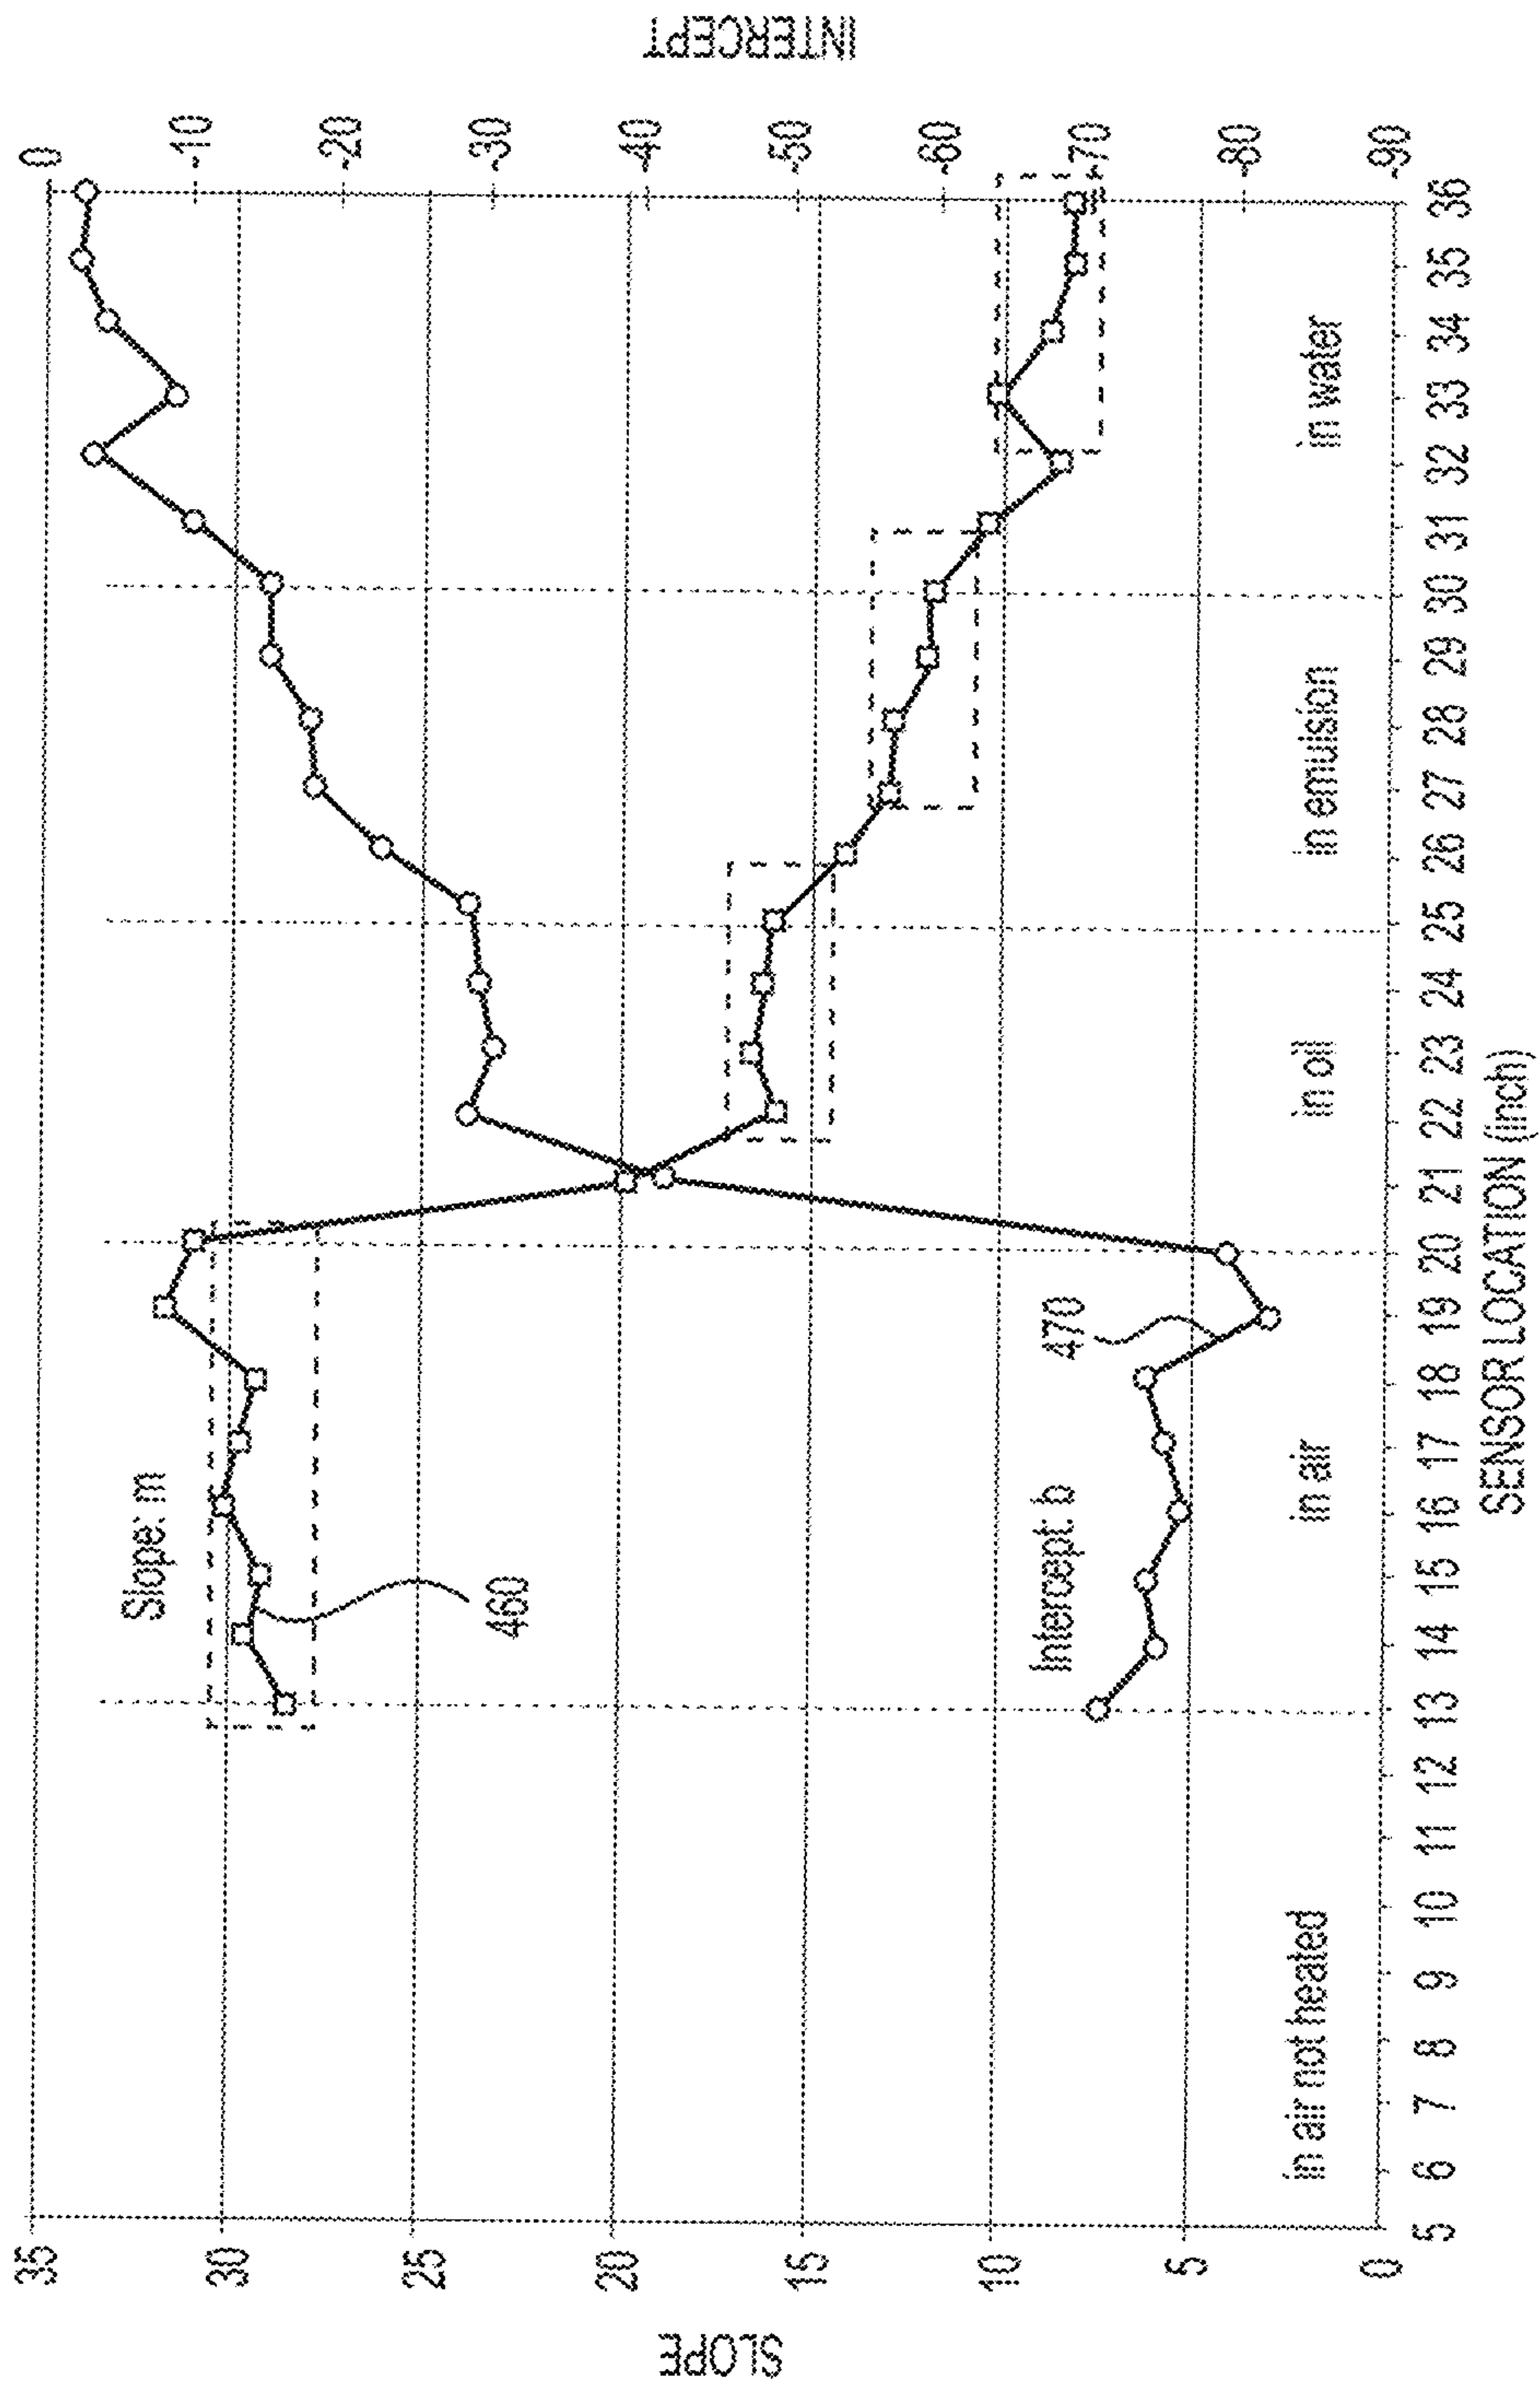 35
30
25
20
15
10
5
0
SLOPE
0
-10
-20
-30
-40
-50
-60
-70
-80
-90
INTERCEPT
Slope: m
460
Intercept: b
470
in air not heated
in air
in oil
in emulsion
in water
5 6 7 8 9 10 11 12 13 14 15 16 17 18 19 20 21 22 23 24 25 26 27 28 29 30 31 32 33 34 35 36
SENSOR LOCATION (inch)